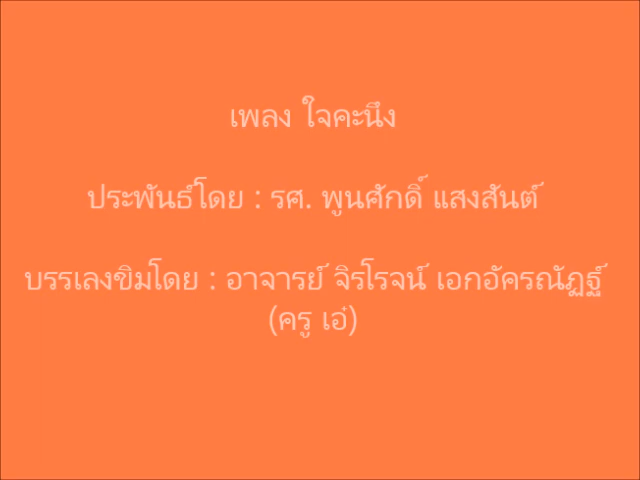 เพลง ใจคะนึง
ประพันธ์โดย : รศ. พูนศักดิ์ แสงสันต์
บรรเลงขิมโดย : อาจารย์ จิรโรจน์ เอกอัครณัฏฐ์
(ครู เอ๋)